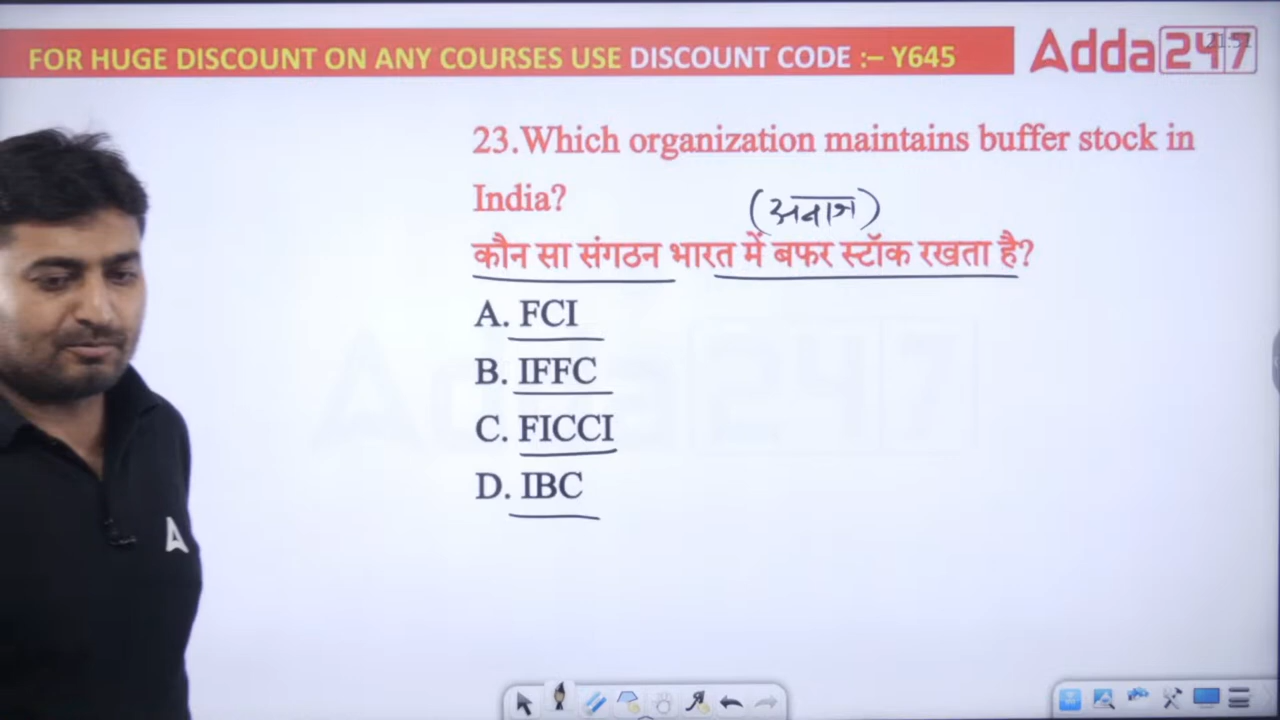 FOR HUGE DISCOUNT ON ANY COURSES USE DISCOUNT CODE :– Y645
Adda247
23.Which organization maintains buffer stock in
India?
(अनाज)
कौन सा संगठन भारत में बफर स्टॉक रखता है?
A. FCI
B. IFFC
C. FICCI
D. IBC